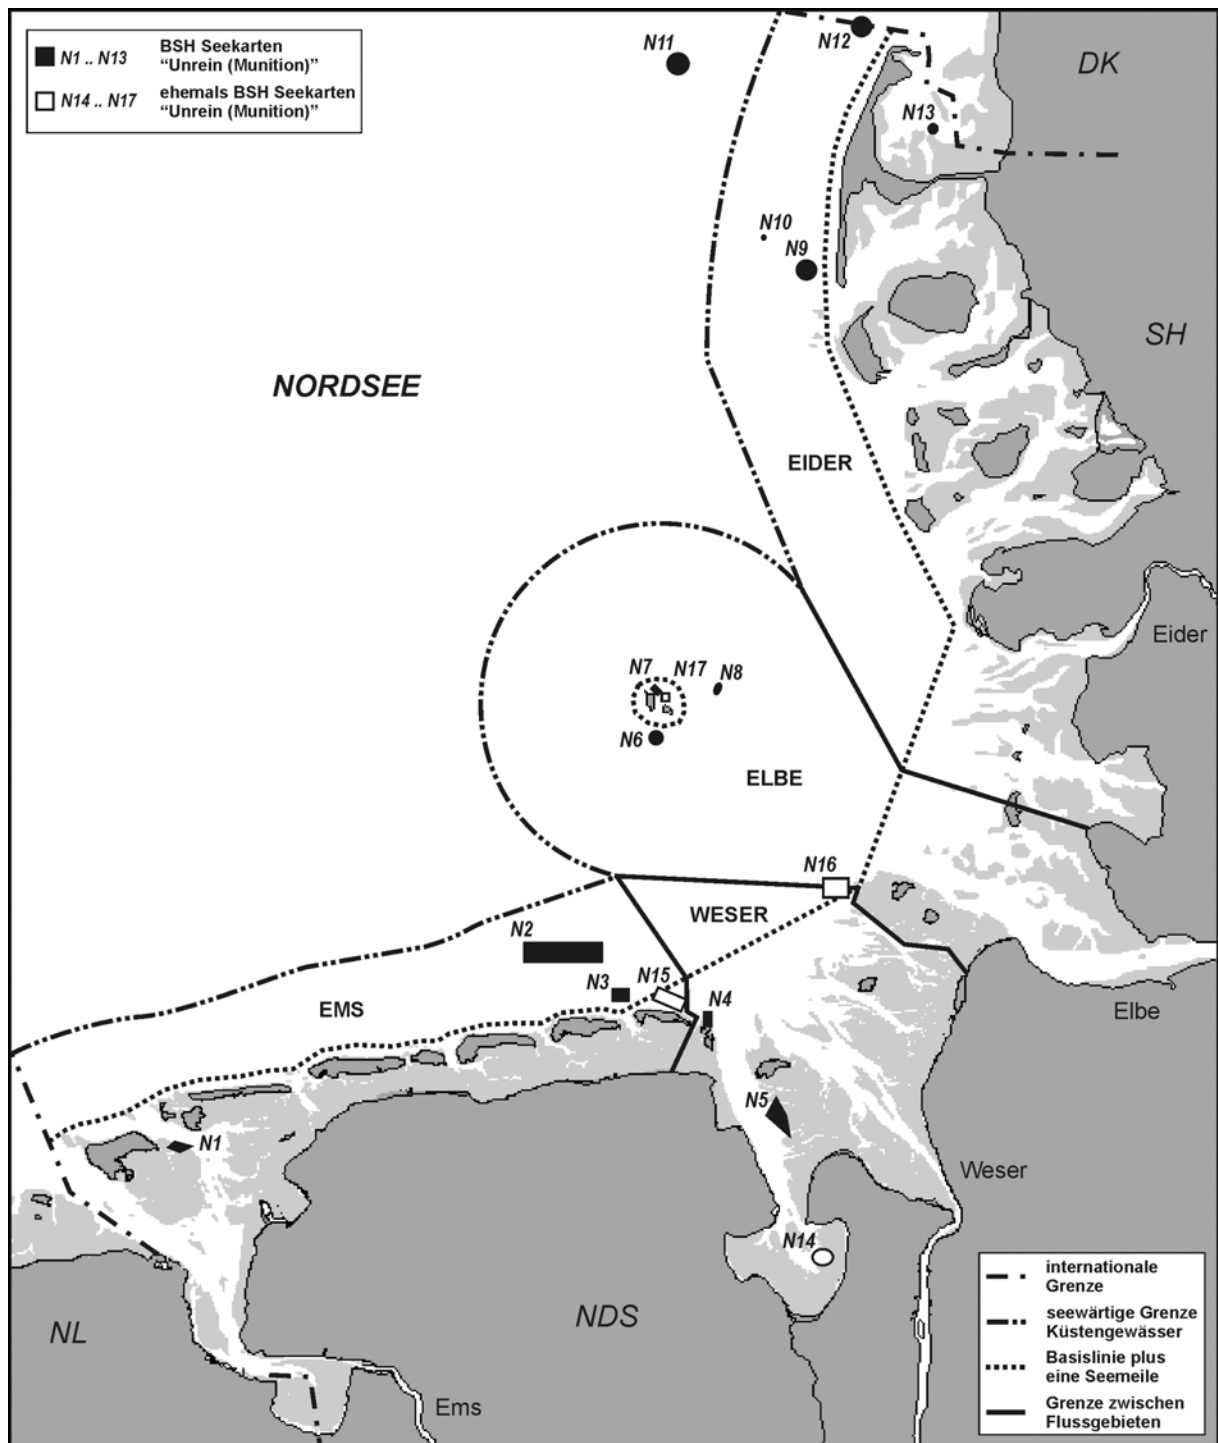 N1 .. N13
BSH Seekarten
“Unrein (Munition)”
N14 .. N17
ehemals BSH Seekarten
“Unrein (Munition)”
N11
N12
DK
N13
N10
N9
SH
NORDSEE
EIDER
Eider
N7
N17
N8
N6
ELBE
N16
WESER
N2
N15
N3
N4
EMS
Elbe
N5
N1
Weser
N14
NDS
NL
Ems
internationale
Grenze
seewärtige Grenze
Küstengewässer
Basislinie plus
eine Seemeile
Grenze zwischen
Flussgebieten